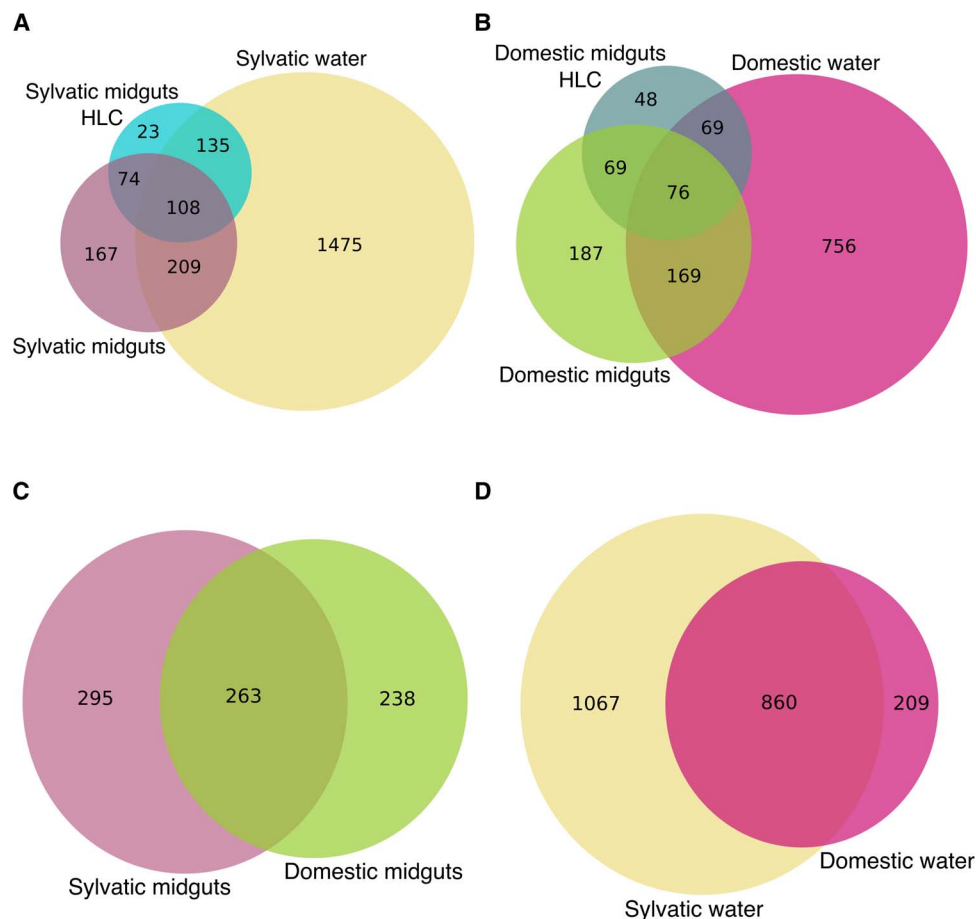 A
Sylvatic water
Sylvatic midguts
HLC
23
135
74
108
167
209
1475
Sylvatic midguts
B
Domestic midguts
HLC
Domestic water
48
69
69
76
187
169
756
Domestic midguts
C
295
263
238
Sylvatic midguts
Domestic midguts
D
1067
860
209
Domestic water
Sylvatic water